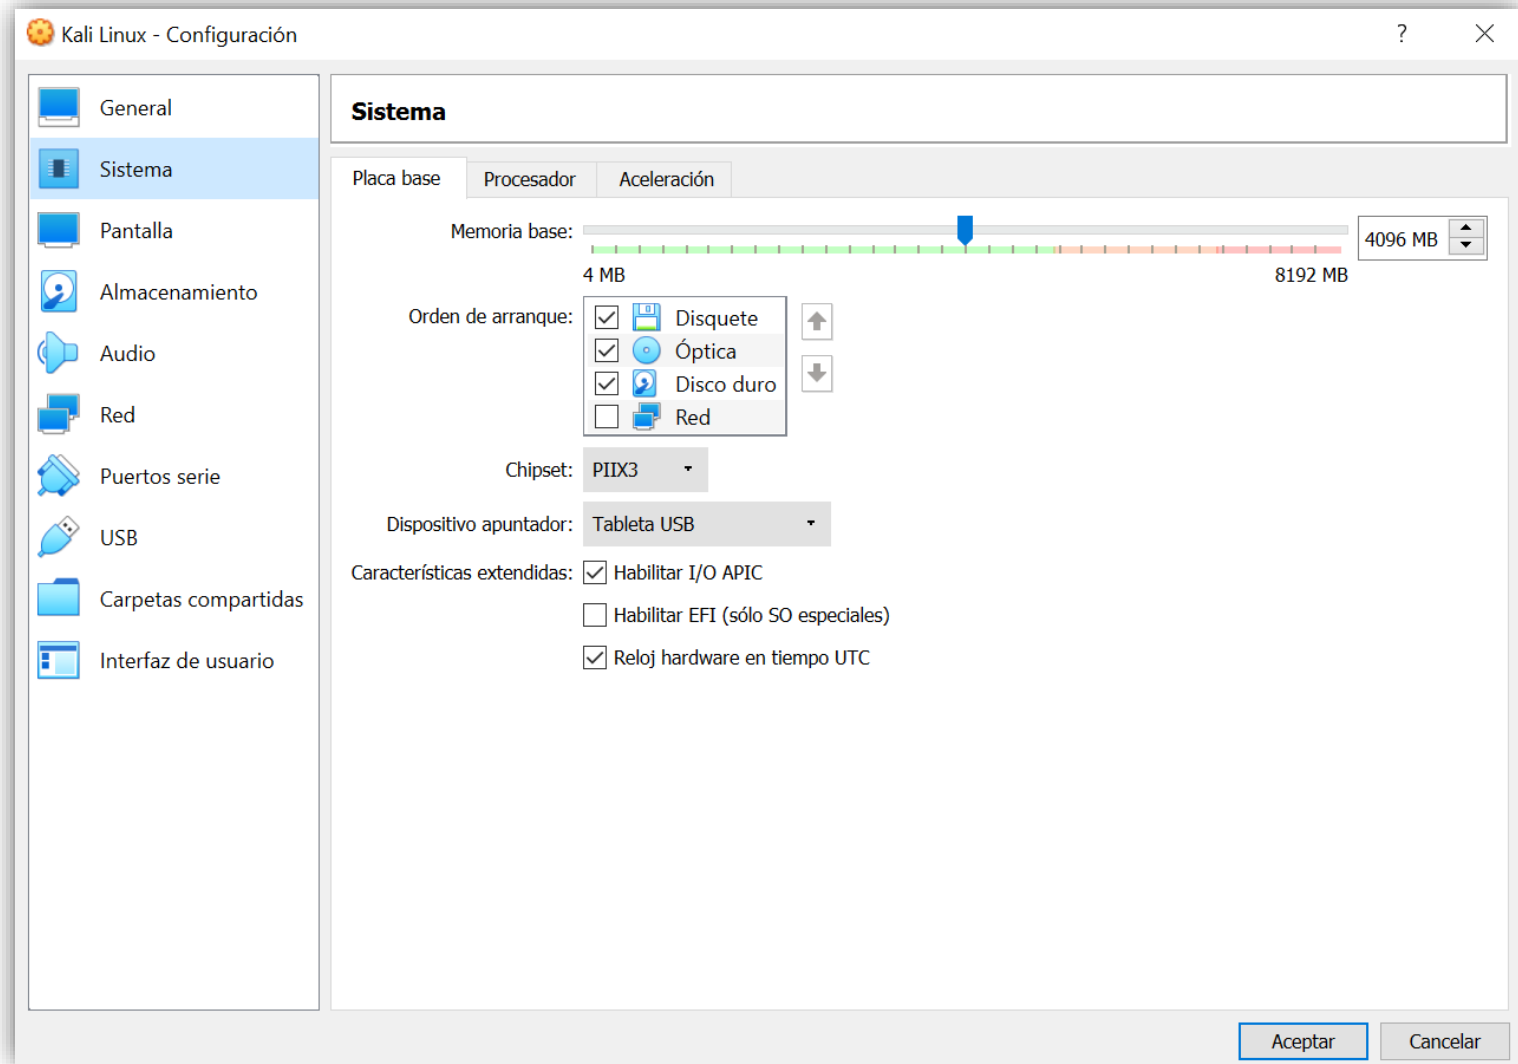 Kali Linux - Configuración
?
General
Sistema
Pantalla
Almacenamiento
Audio
Red
Puertos serie
USB
Carpetas compartidas
Interfaz de usuario
Sistema
Placa base Procesador Aceleración
Memoria base: 4096 MB
4 MB 8192 MB
Orden de arranque: Disquete
Óptica
Disco duro
Red
Chipset: PIIX3
Dispositivo apuntador: Tableta USB
Características extendidas: Habilitar I/O APIC
Habilitar EFI (sólo SO especiales)
Reloj hardware en tiempo UTC
Aceptar Cancelar